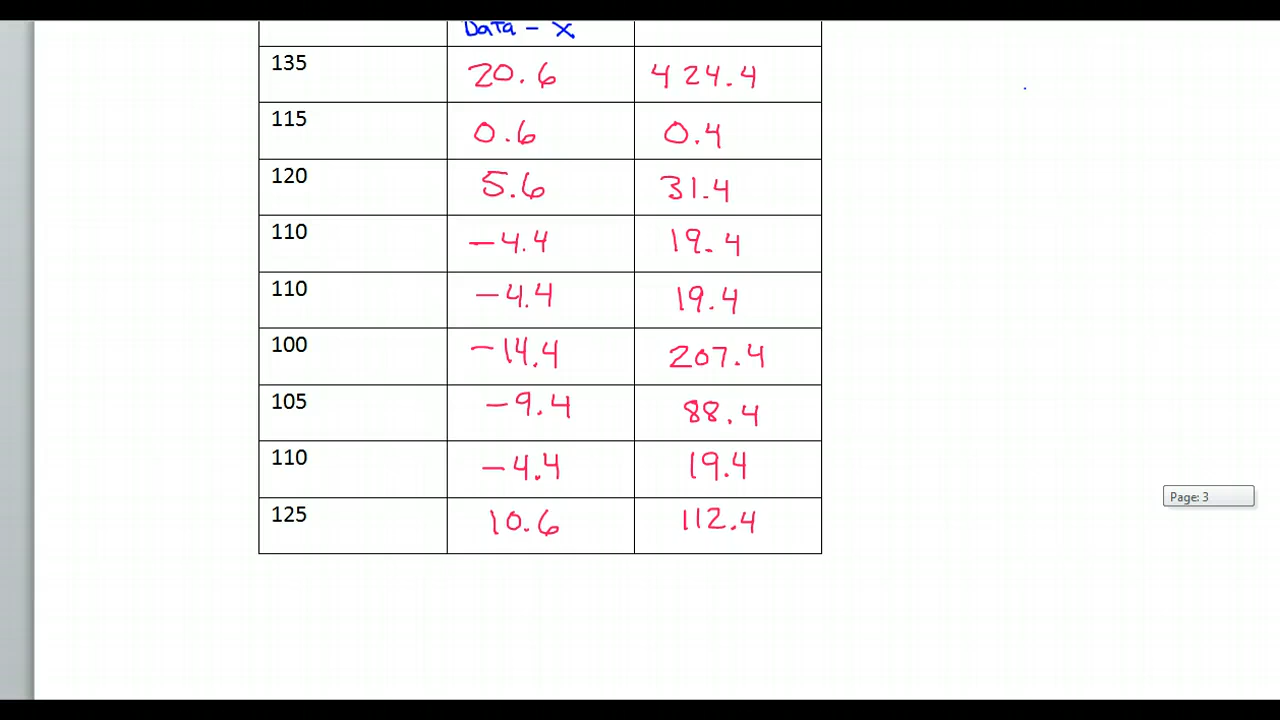 Data - x
135 20.6 424.4
115 0.6 0.4
120 5.6 31.4
110 -4.4 19.4
110 -4.4 19.4
100 -14.4 207.4
105 -9.4 88.4
110 -4.4 19.4
125 10.6 112.4
Page: 3